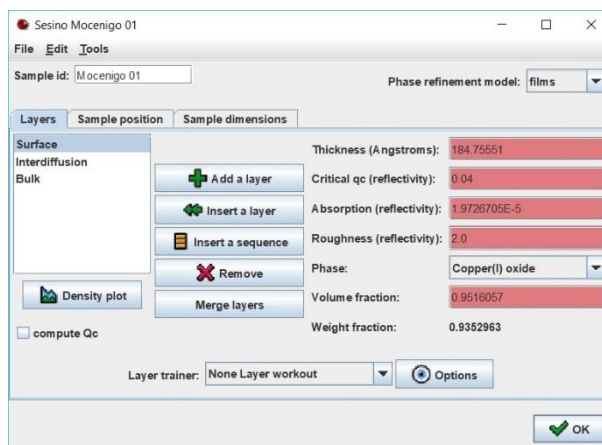 Sesino Mocenigo 01
File Edit Tools
Sample id: Mocenigo 01
Phase refinement model: films
Layers Sample position Sample dimensions
Surface
Interdiffusion
Bulk
Density plot
compute Qc
Add a layer
Insert a layer
Insert a sequence
Remove
Merge layers
Thickness (Angstroms): 184.75551
Critical qc (reflectivity): 0.04
Absorption (reflectivity): 1.9726705E-5
Roughness (reflectivity): 2.0
Phase: Copper(I) oxide
Volume fraction: 0.9516057
Weight fraction: 0.9352963
Layer trainer: None Layer workout Options
OK